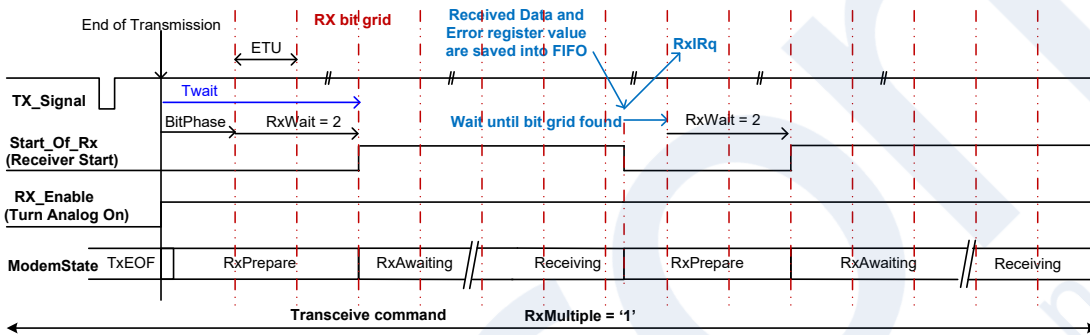 End of Transmission
RX bit grid
Received Data and
Error register value
are saved into FIFO
RxIRq
ETU
TX_Signal
Twait
BitPhase
RxWait = 2
Wait until bit grid found
RxWait = 2
Start_Of_Rx
(Receiver Start)
RX_Enable
(Turn Analog On)
ModemState
TxEOF
RxPrepare
RxAwaiting
Receiving
RxPrepare
RxAwaiting
Receiving
Transceive command
RxMultiple = ‘1’